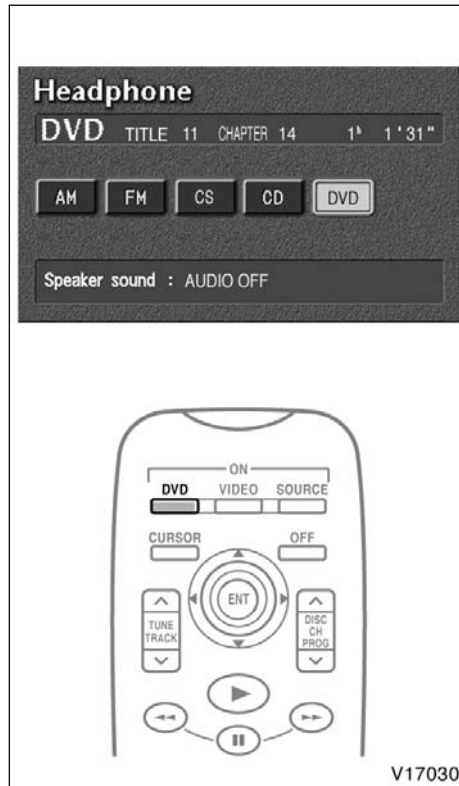 Headphone
DVD TITLE 11 CHAPTER 14 1h 1'31"
AM FM CS CD DVD
Speaker sound : AUDIO OFF
ON
DVD VIDEO SOURCE
CURSOR OFF
ENT
TUNE
TRACK
DISC
CH
PROG
V17030